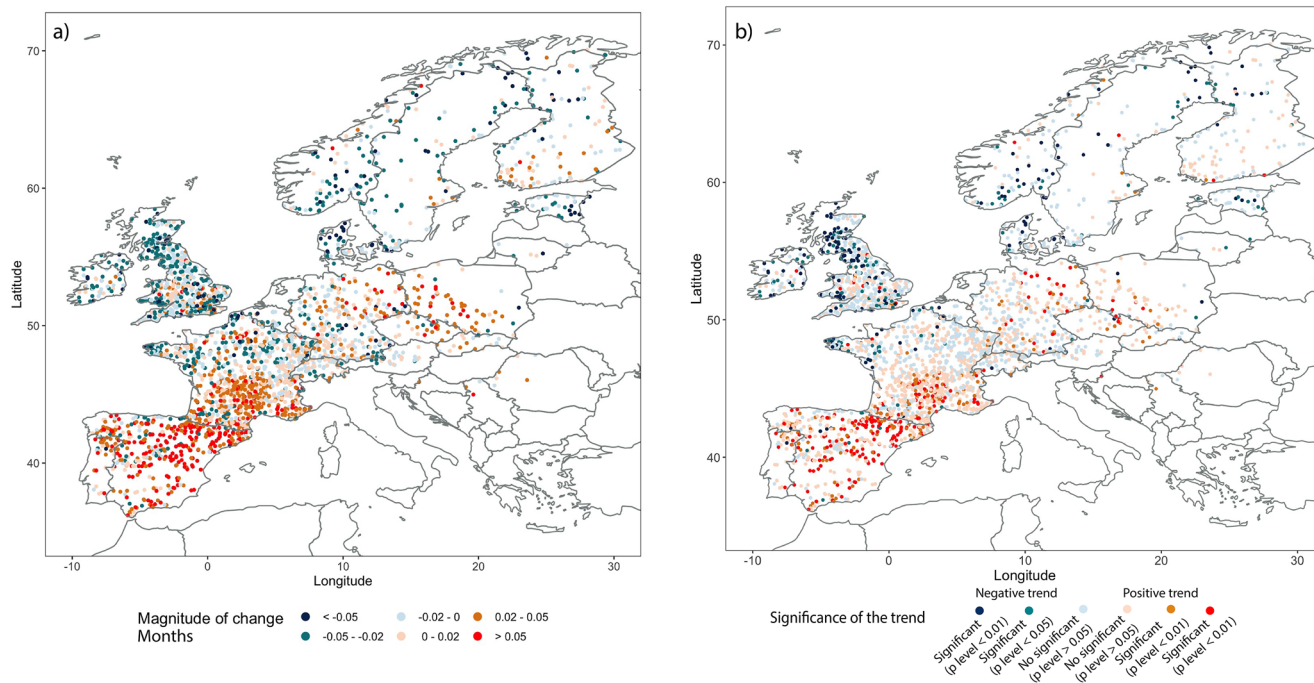 a)
70
60
50
40
Latitude
-10
0
10
20
30
Longitude
Magnitude of change
Months
< -0.05
-0.05 - -0.02
-0.02 - 0
0 - 0.02
0.02 - 0.05
> 0.05
b)
70
60
50
40
Latitude
-10
0
10
20
30
Longitude
Significance of the trend
Negative trend
Positive trend
Significant
(p level < 0.01)
Significant
(p level < 0.05)
No significant
(p level > 0.05)
No significant
(p level > 0.05)
Significant
(p level < 0.01)
Significant
(p level < 0.01)